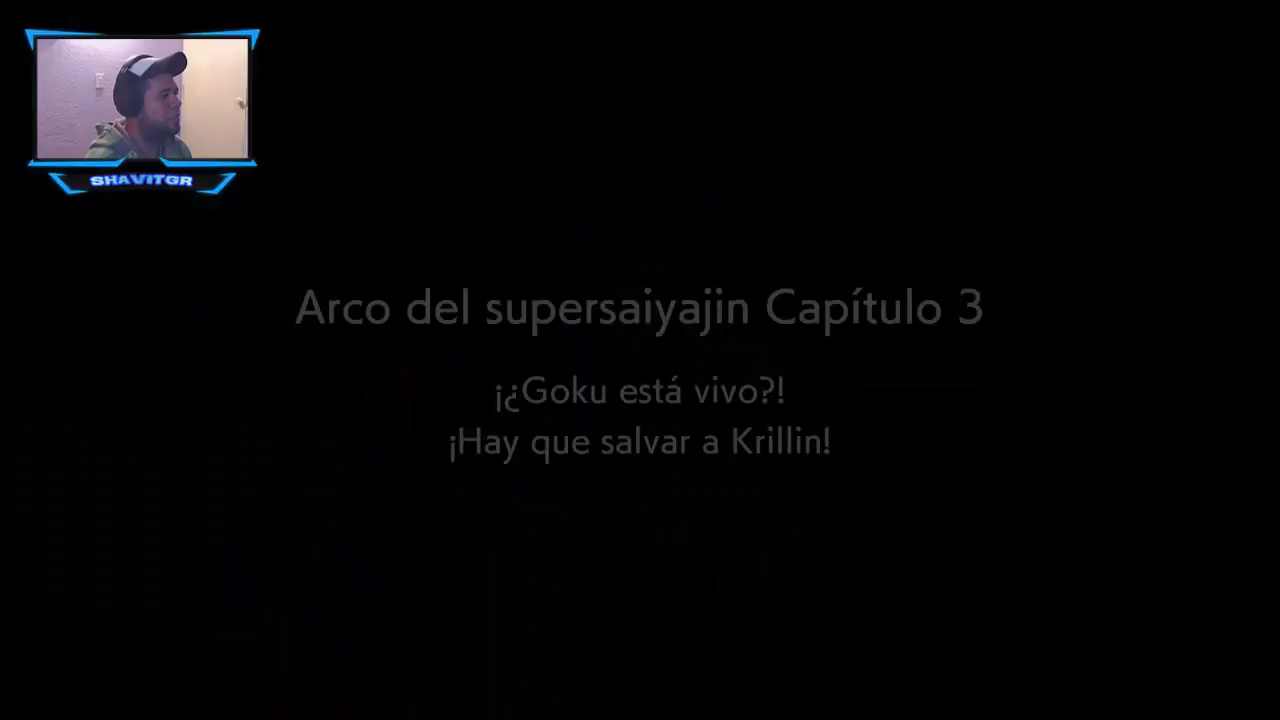 SHAVITGR
Arco del supersaiyajin Capítulo 3
¡¿Goku está vivo?!
¡Hay que salvar a Krillin!